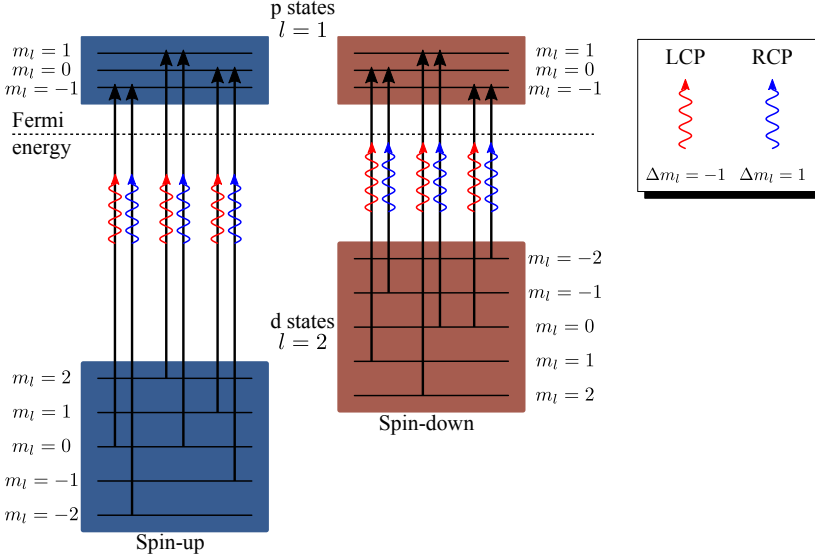 p states
l = 1
m_l = 1
m_l = 0
m_l = −1
m_l = 1
m_l = 0
m_l = −1
Fermi
energy
LCP
RCP
Δm_l = −1
Δm_l = 1
d states
l = 2
m_l = −2
m_l = −1
m_l = 0
m_l = 1
m_l = 2
Spin-down
m_l = 2
m_l = 1
m_l = 0
m_l = −1
m_l = −2
Spin-up